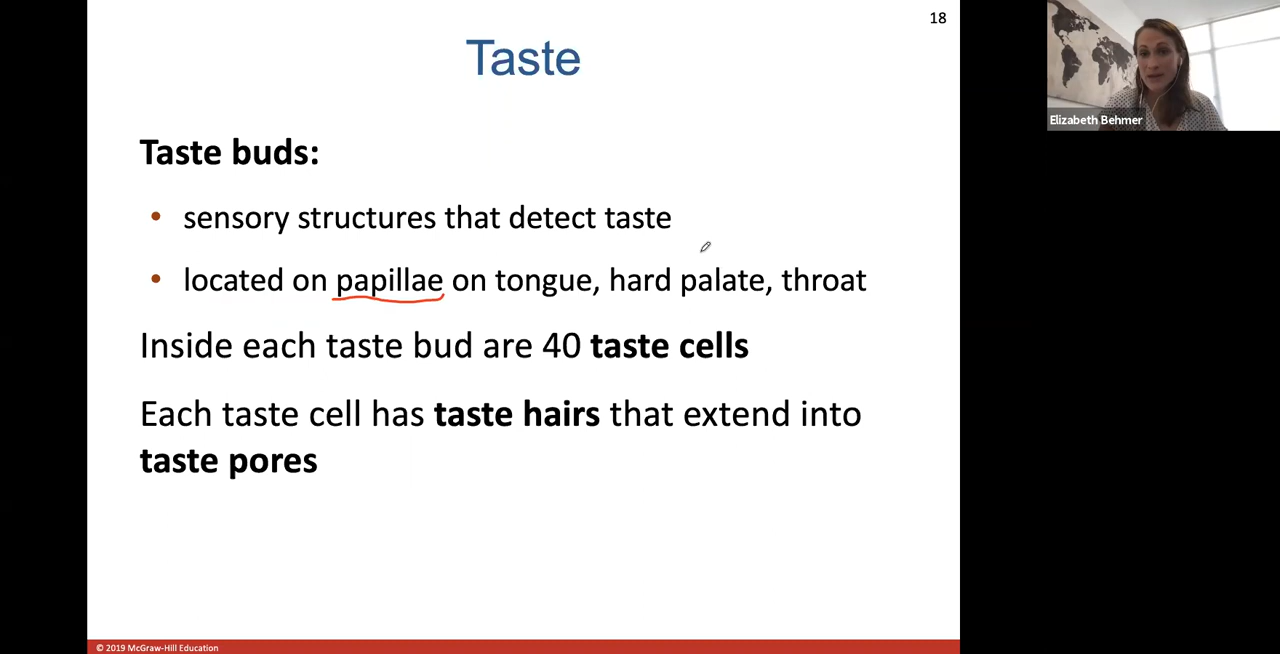 18
Taste
Taste buds:
• sensory structures that detect taste
• located on papillae on tongue, hard palate, throat
Inside each taste bud are 40 taste cells
Each taste cell has taste hairs that extend into
taste pores
© 2019 McGraw-Hill Education
Elizabeth Behmer